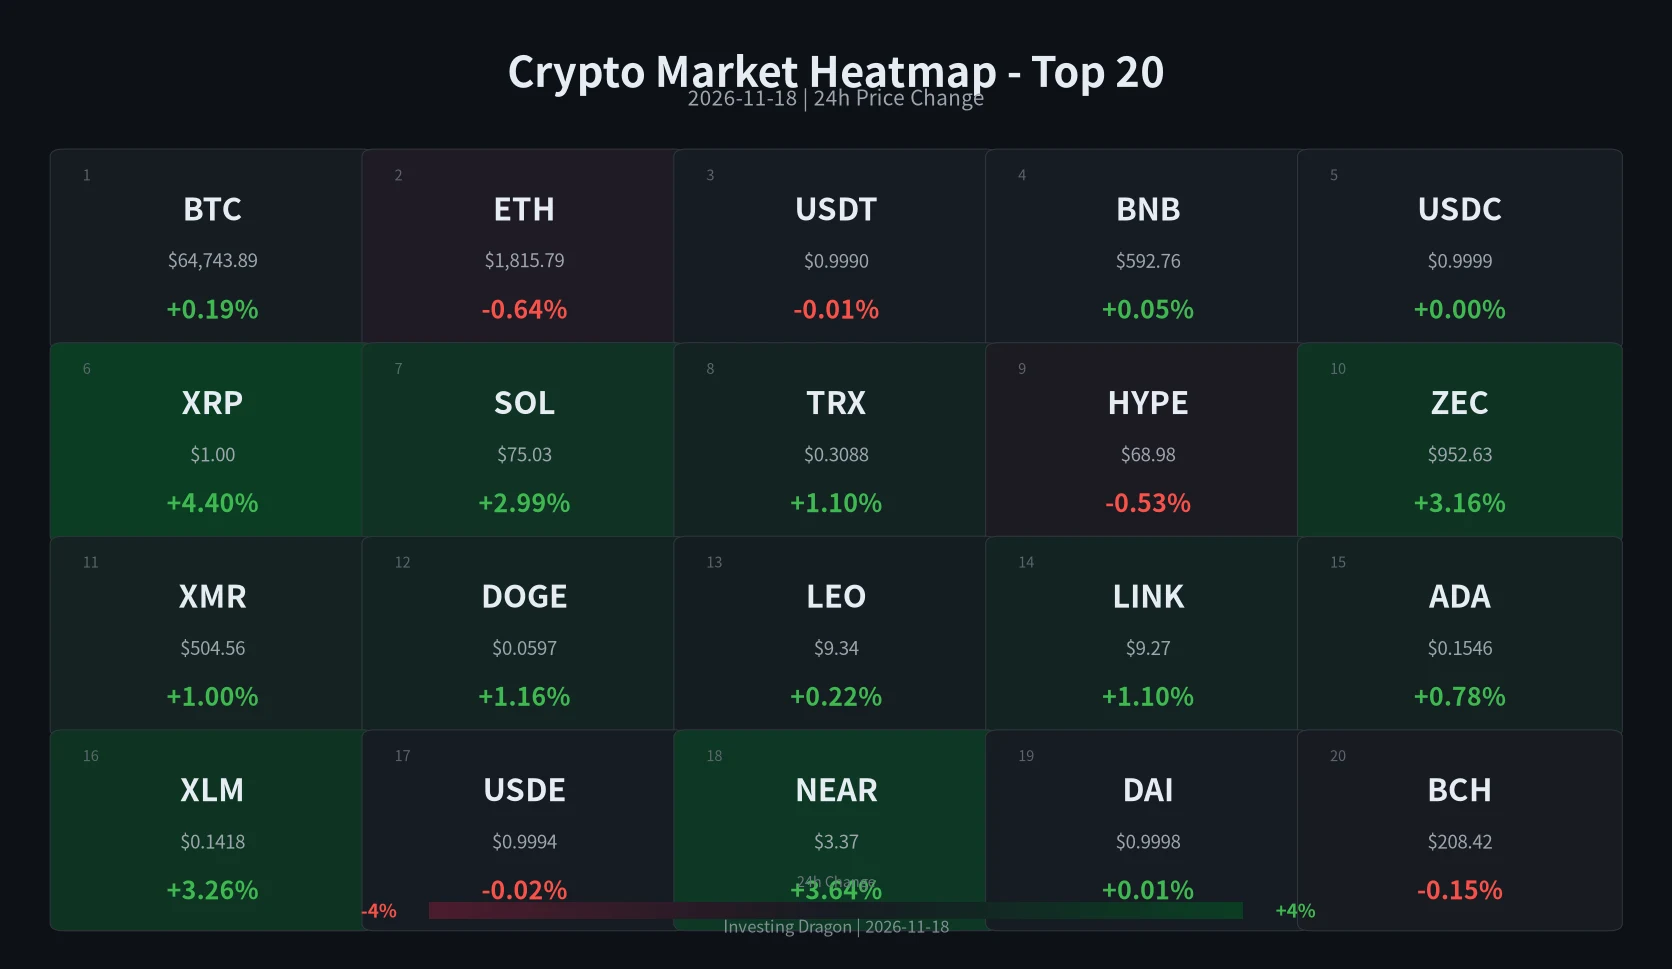 Crypto Market Heatmap - Top 20
2026-11-18 | 24h Price Change
1
BTC
$64,743.89
+0.19%
2
ETH
$1,815.79
-0.64%
3
USDT
$0.9990
-0.01%
4
BNB
$592.76
+0.05%
5
USDC
$0.9999
+0.00%
6
XRP
$1.00
+4.40%
7
SOL
$75.03
+2.99%
8
TRX
$0.3088
+1.10%
9
HYPE
$68.98
-0.53%
10
ZEC
$952.63
+3.16%
11
XMR
$504.56
+1.00%
12
DOGE
$0.0597
+1.16%
13
LEO
$9.34
+0.22%
14
LINK
$9.27
+1.10%
15
ADA
$0.1546
+0.78%
16
XLM
$0.1418
+3.26%
17
USDE
$0.9994
-0.02%
18
NEAR
$3.37
+3.64%
19
DAI
$0.9998
+0.01%
20
BCH
$208.42
-0.15%
24h Change
-4%
+4%
Investing Dragon | 2026-11-18